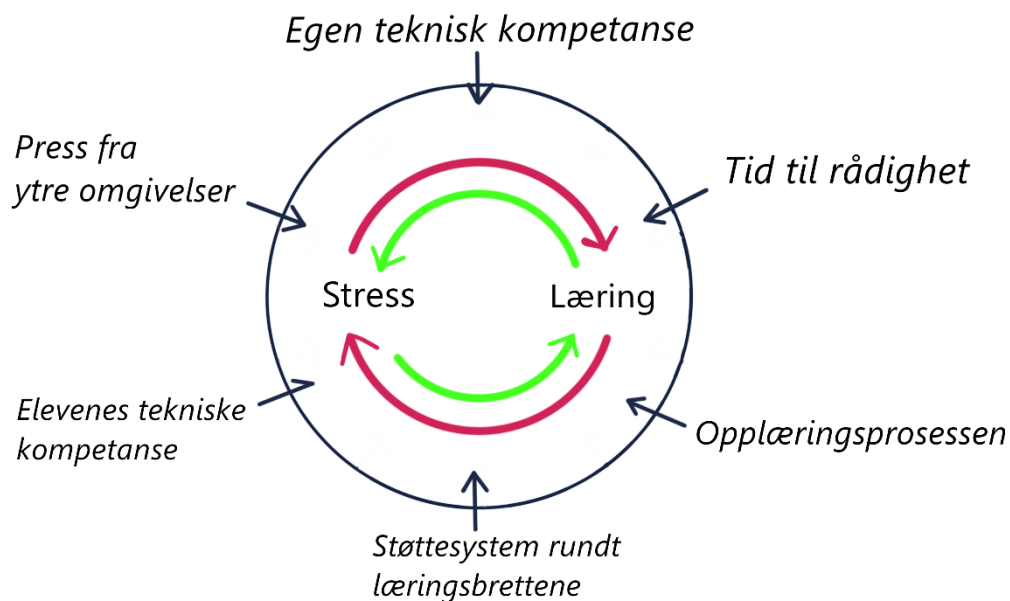 Egen teknisk kompetanse
Press fra
ytre omgivelser
Tid til rådighet
Stress
Læring
Elevenes tekniske
kompetanse
Opplæringsprosessen
Støttesystem rundt
læringsbrettene